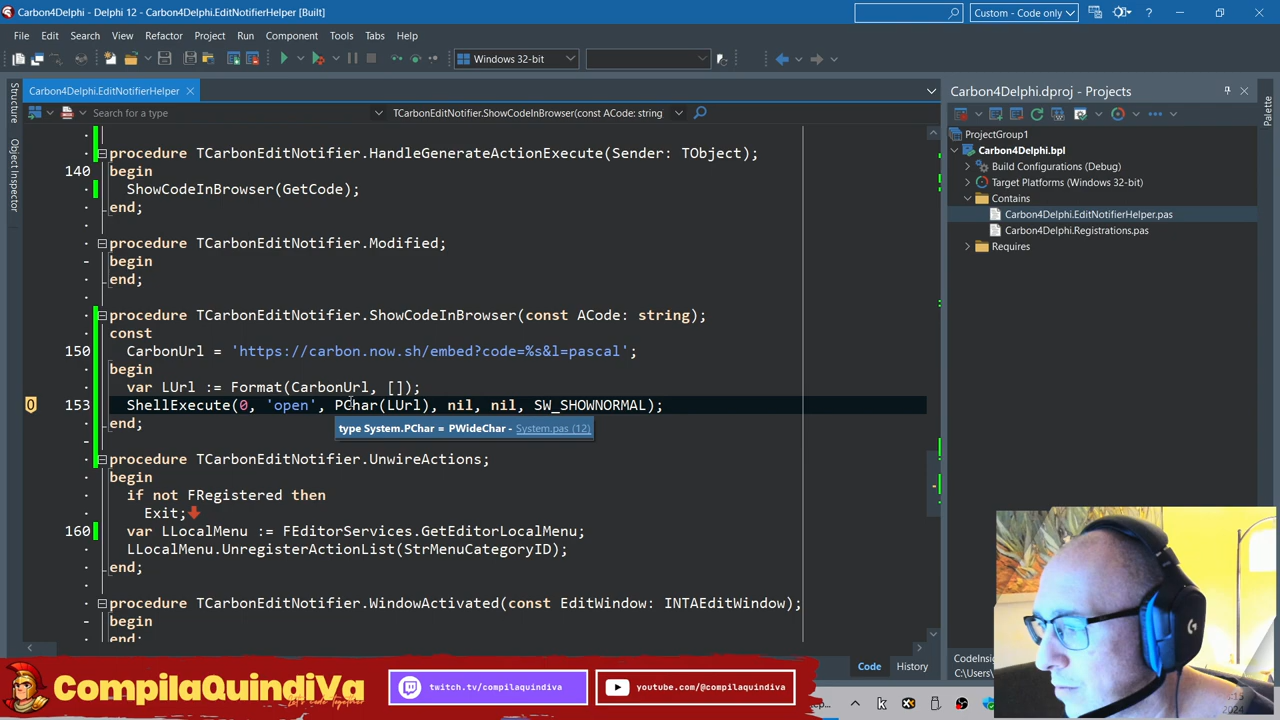 Carbon4Delphi - Delphi 12 - Carbon4Delphi.EditNotifierHelper [Built]
Custom - Code only
File Edit Search View Refactor Project Run Component Tools Tabs Help
Windows 32-bit
Carbon4Delphi.EditNotifierHelper
Carbon4Delphi.dproj - Projects
Search for a type
TCarbonEditNotifier.ShowCodeInBrowser(const ACode: string
Structure
Object Inspector
Palette
procedure TCarbonEditNotifier.HandleGenerateActionExecute(Sender: TObject);
140 begin
ShowCodeInBrowser(GetCode);
end;
procedure TCarbonEditNotifier.Modified;
begin
end;
procedure TCarbonEditNotifier.ShowCodeInBrowser(const ACode: string);
const
150 CarbonUrl = 'https://carbon.now.sh/embed?code=%s&l=pascal';
begin
var LUrl := Format(CarbonUrl, []);
153 ShellExecute(0, 'open', PChar(LUrl), nil, nil, SW_SHOWNORMAL);
end;
type System.PChar = PWideChar - System.pas (12)
procedure TCarbonEditNotifier.UnwireActions;
begin
if not FRegistered then
Exit;
160 var LLocalMenu := FEditorServices.GetEditorLocalMenu;
LLocalMenu.UnregisterActionList(StrMenuCategoryID);
end;
procedure TCarbonEditNotifier.WindowActivated(const EditWindow: INTAEditWindow);
begin
end;
ProjectGroup1
Carbon4Delphi.bpl
Build Configurations (Debug)
Target Platforms (Windows 32-bit)
Contains
Carbon4Delphi.EditNotifierHelper.pas
Carbon4Delphi.Registrations.pas
Requires
Code History
CompilaQuindiVa
Let's Code Together
twitch.tv/compilaquindiva
youtube.com/@compilaquindiva